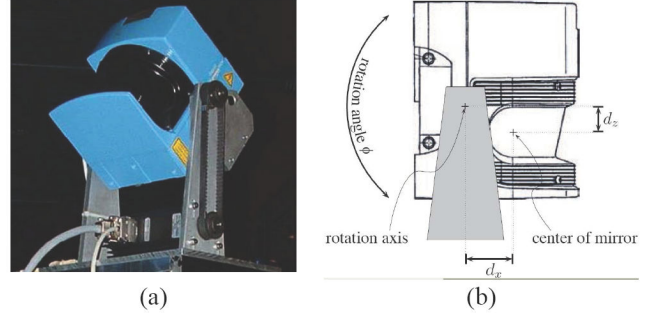 rotation angle ϕ
d_z
rotation axis
center of mirror
d_x
(a)
(b)